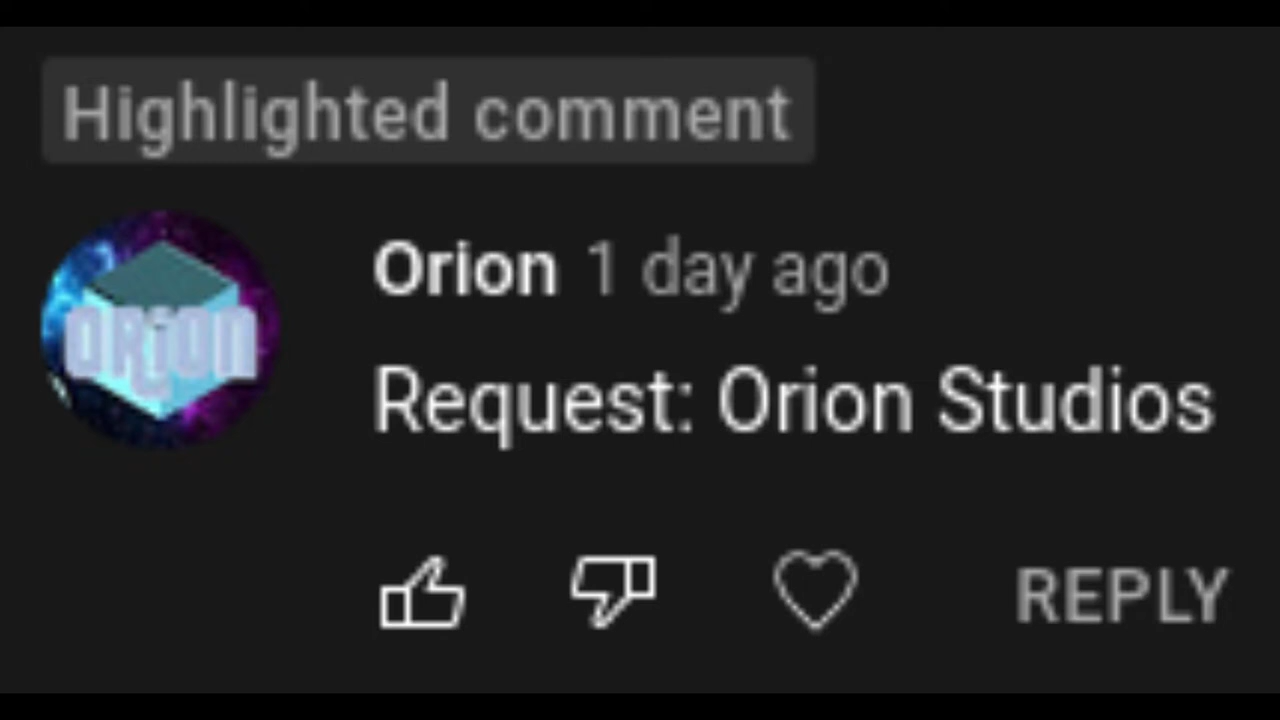 Highlighted comment
Orion 1 day ago
ORiON
Request: Orion Studios
REPLY